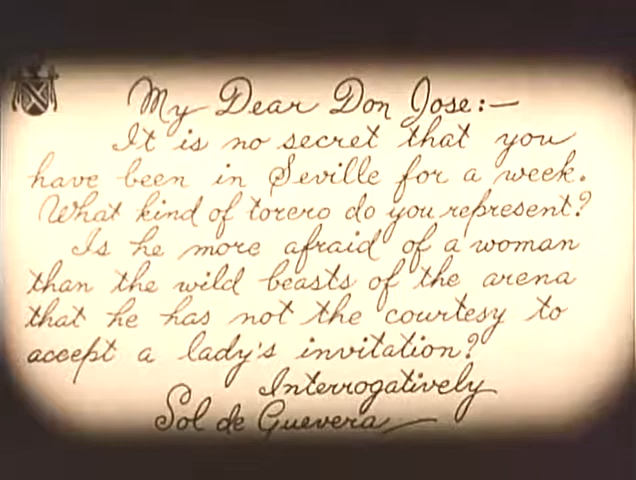 My Dear Don Jose:—
It is no secret that you
have been in Seville for a week.
What kind of torero do you represent?
Is he more afraid of a woman
than the wild beasts of the arena
that he has not the courtesy to
accept a lady's invitation?
Interrogatively
Sol de Guevera